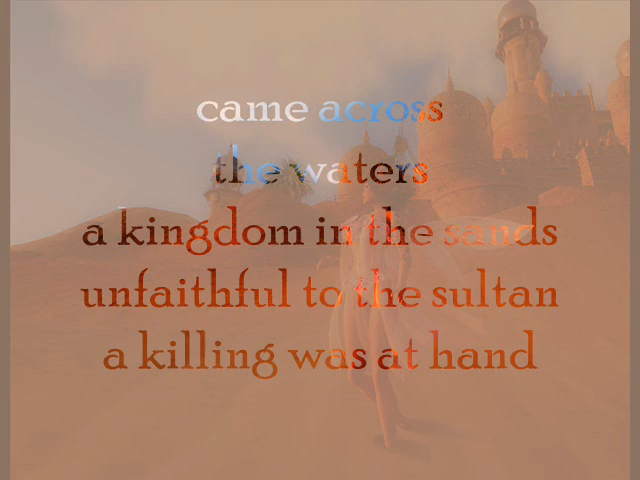 came across
the waters
a kingdom in the sands
unfaithful to the sultan
a killing was at hand